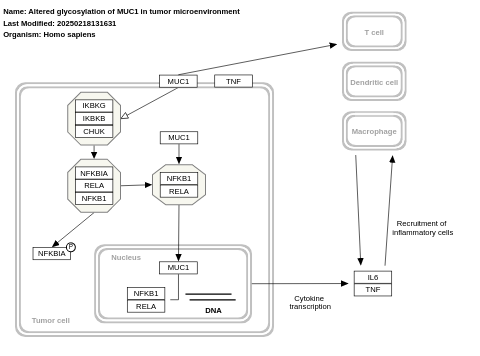 Name: Altered glycosylation of MUC1 in tumor microenvironment
Last Modified: 20250218131631
Organism: Homo sapiens
T cell
MUC1
TNF
Dendritic cell
IKBKG
IKBKB
CHUK
MUC1
Macrophage
NFKBIA
RELA
NFKB1
NFKB1
RELA
Recruitment of
inflammatory cells
P
NFKBIA
Nucleus
MUC1
IL6
TNF
NFKB1
RELA
DNA
Cytokine
transcription
Tumor cell